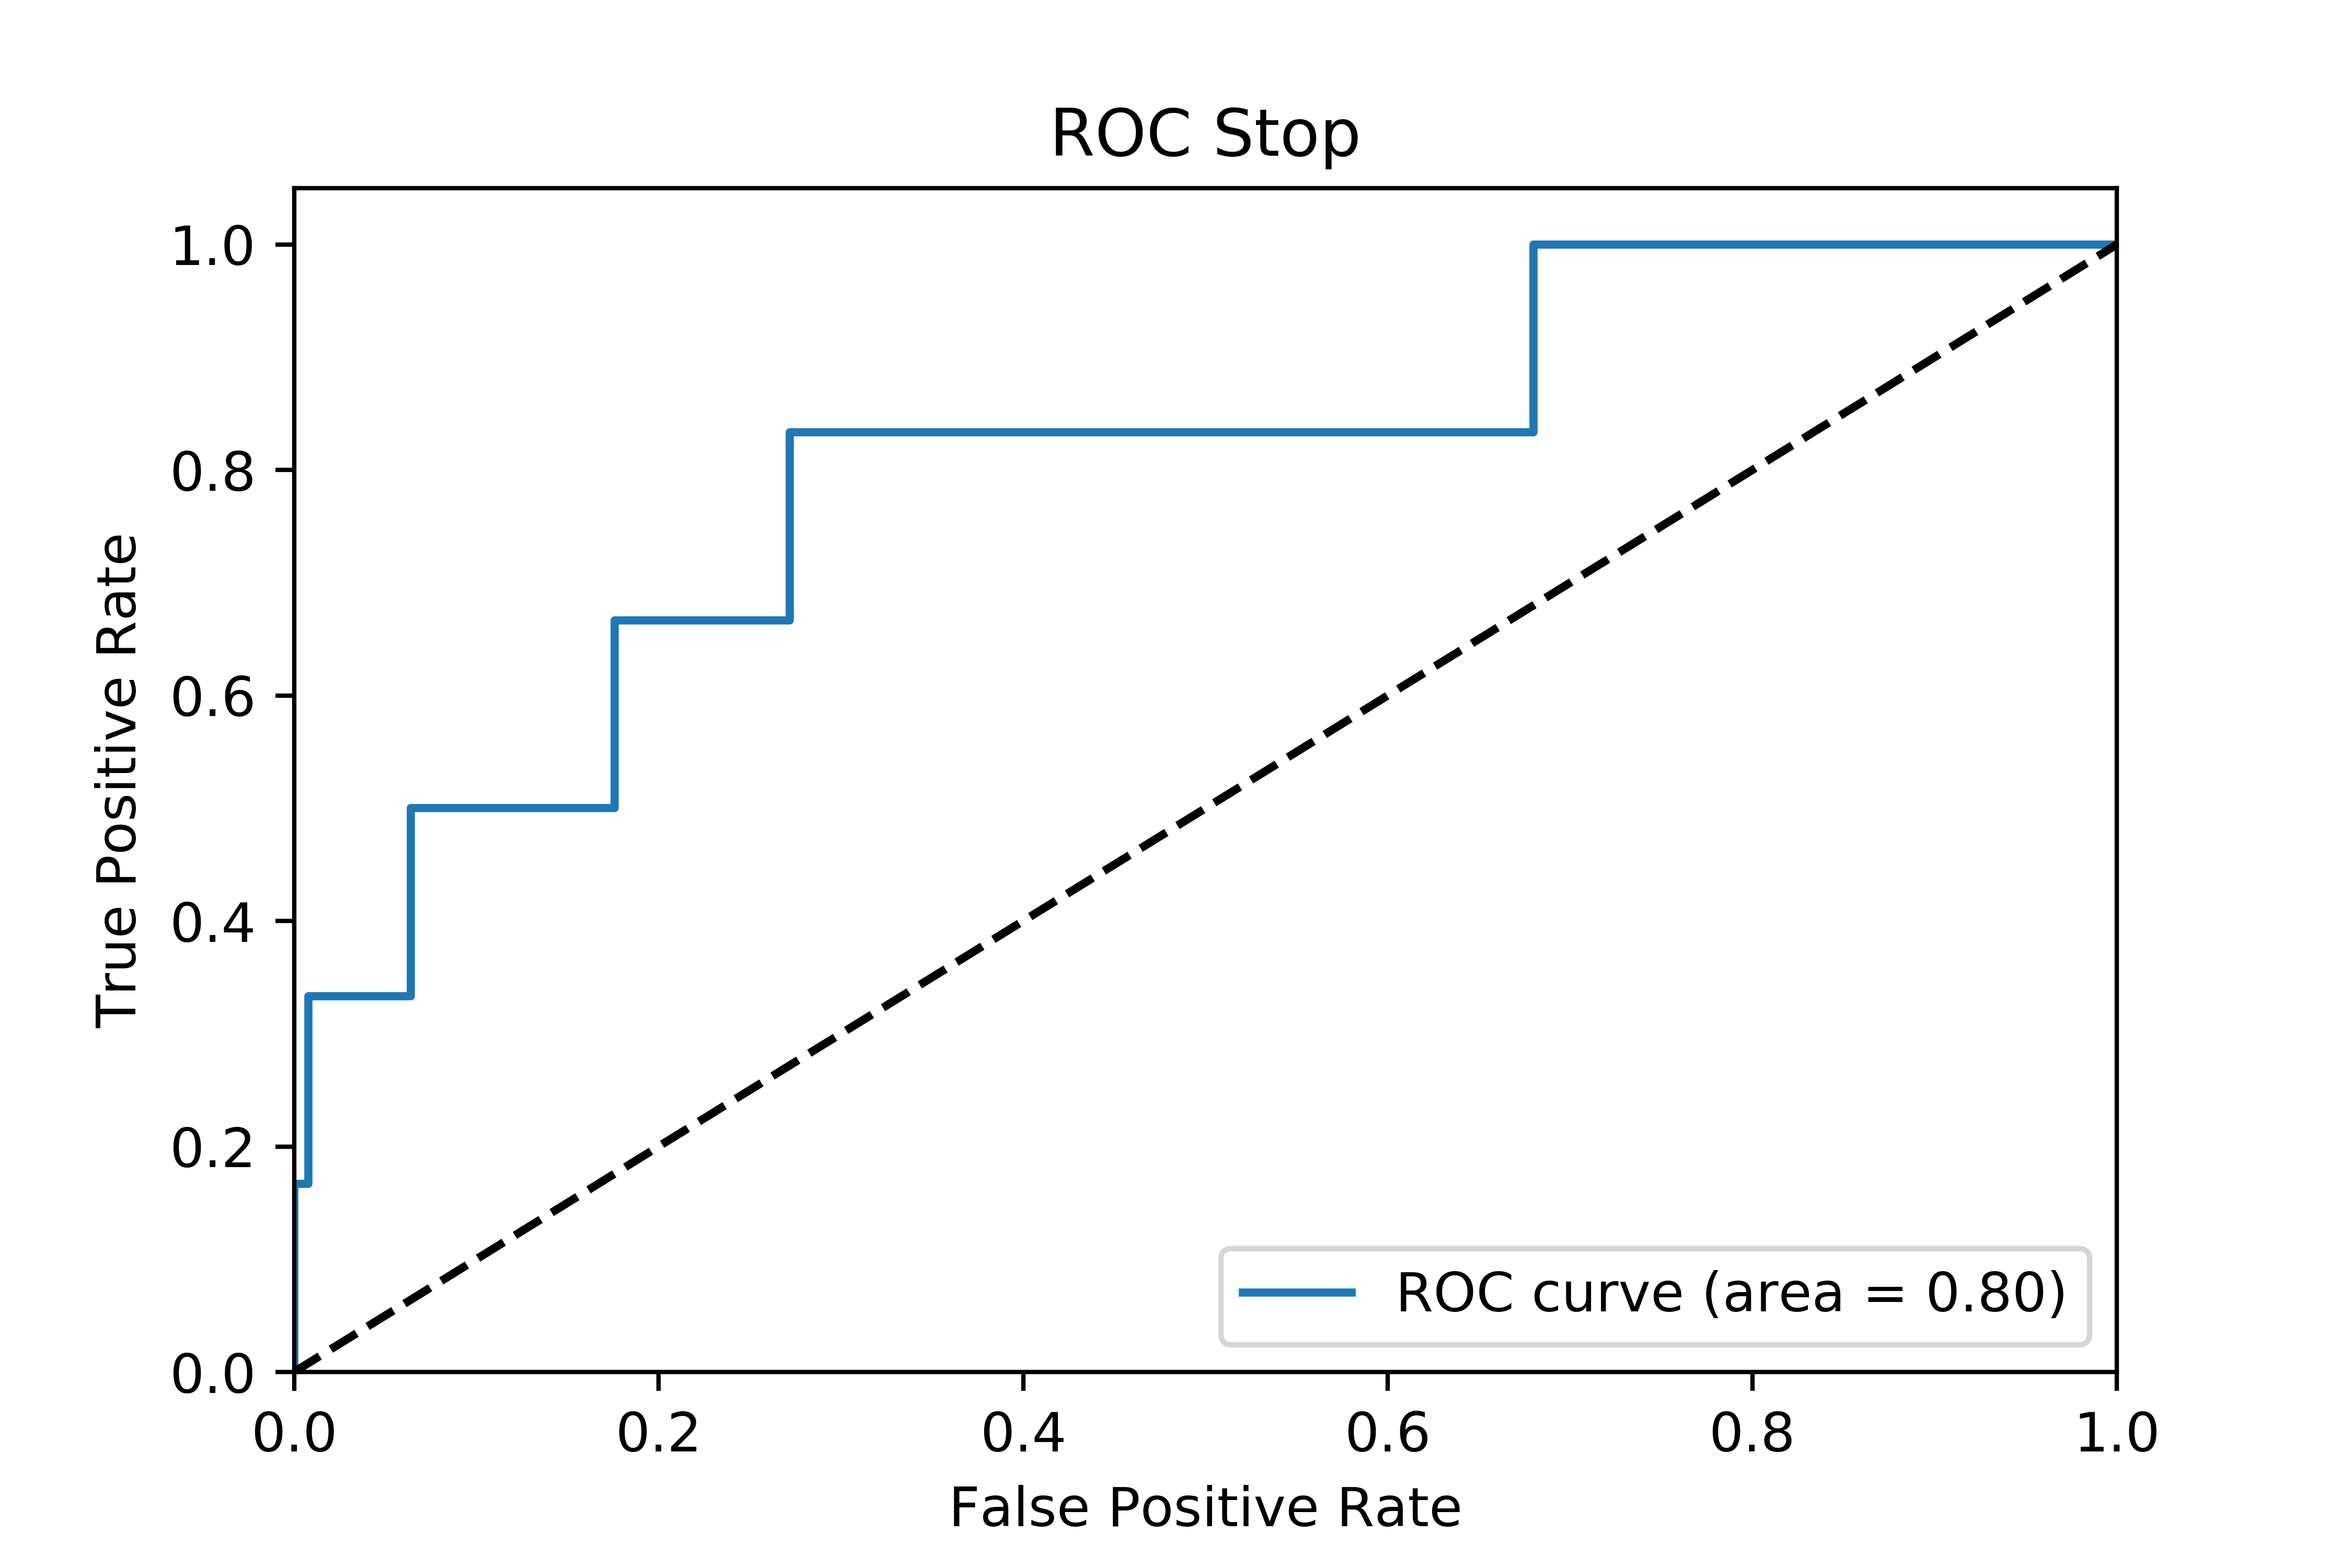 ROC Stop
1.0
0.8
0.6
0.4
0.2
0.0
True Positive Rate
ROC curve (area = 0.80)
0.0 0.2 0.4 0.6 0.8 1.0
False Positive Rate